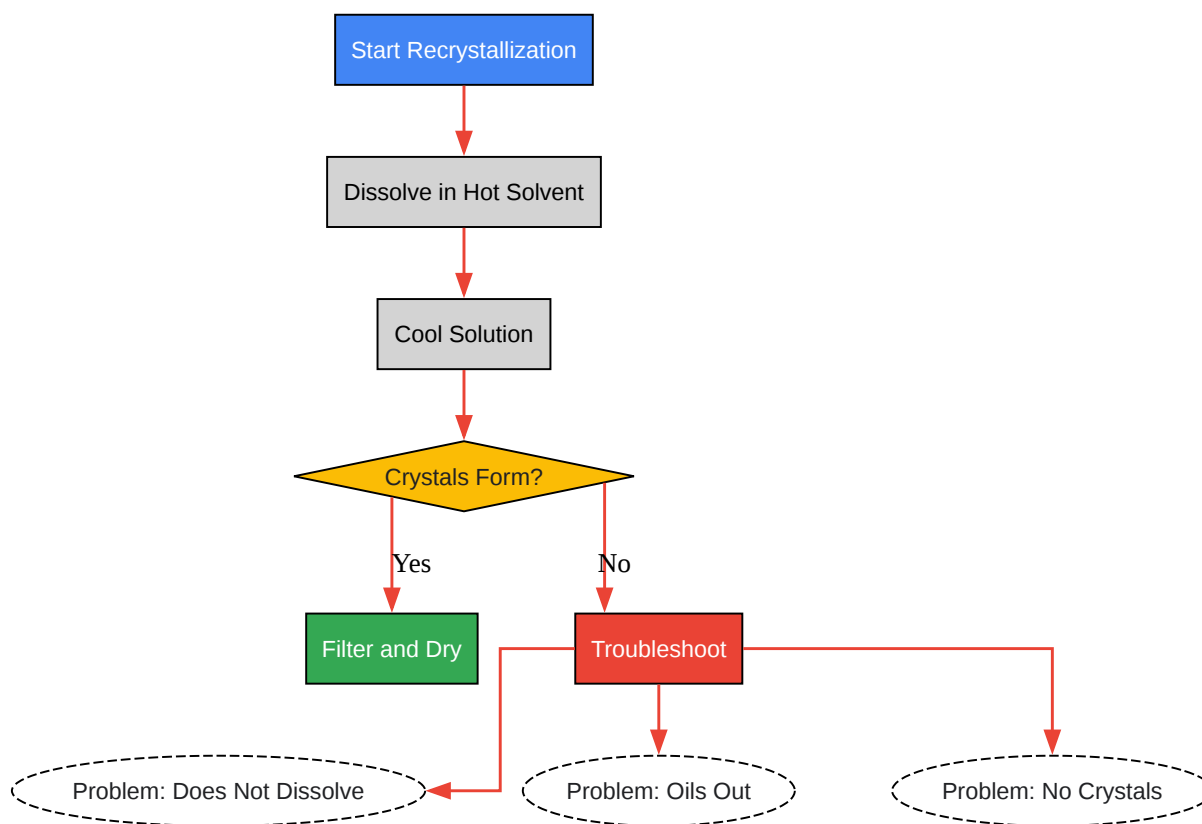 Start Recrystallization
Dissolve in Hot Solvent
Cool Solution
Crystals Form?
Yes
No
Filter and Dry
Troubleshoot
Problem: Does Not Dissolve
Problem: Oils Out
Problem: No Crystals